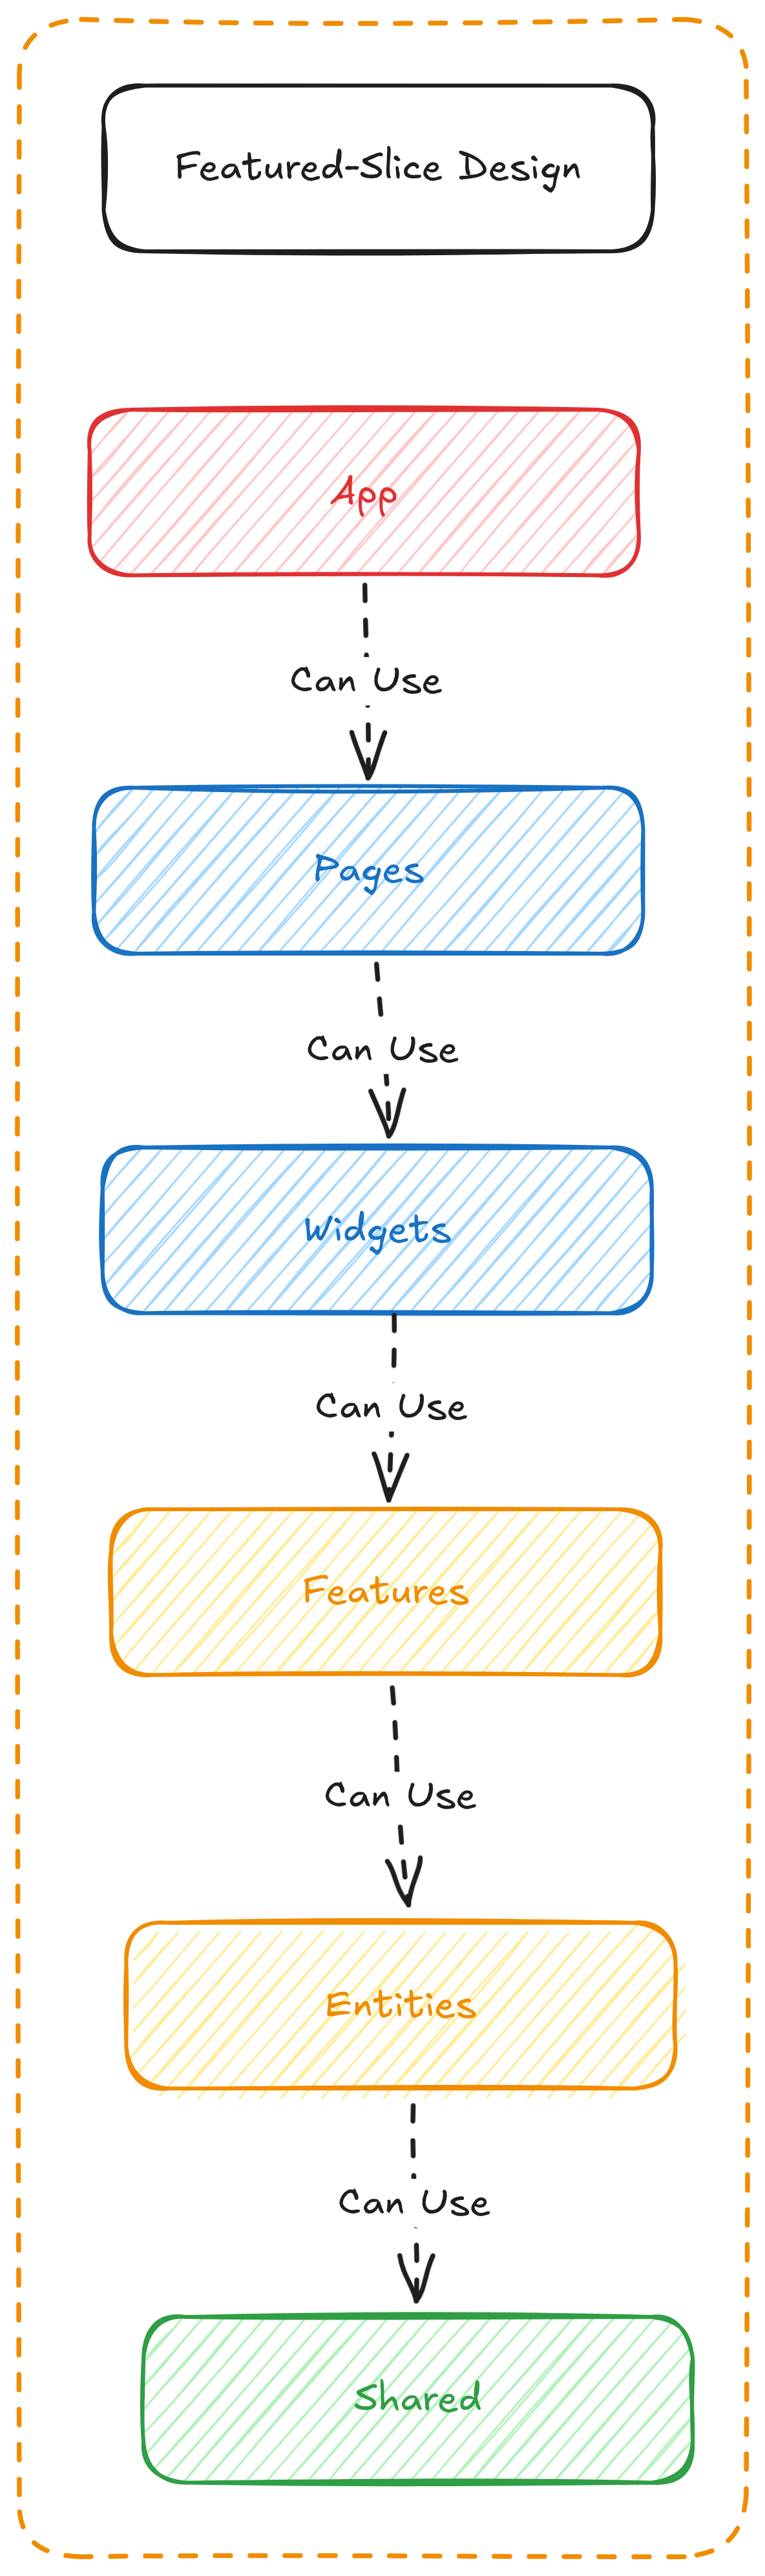 Featured-Slice Design
App
Can Use
Pages
Can Use
Widgets
Can Use
Features
Can Use
Entities
Can Use
Shared